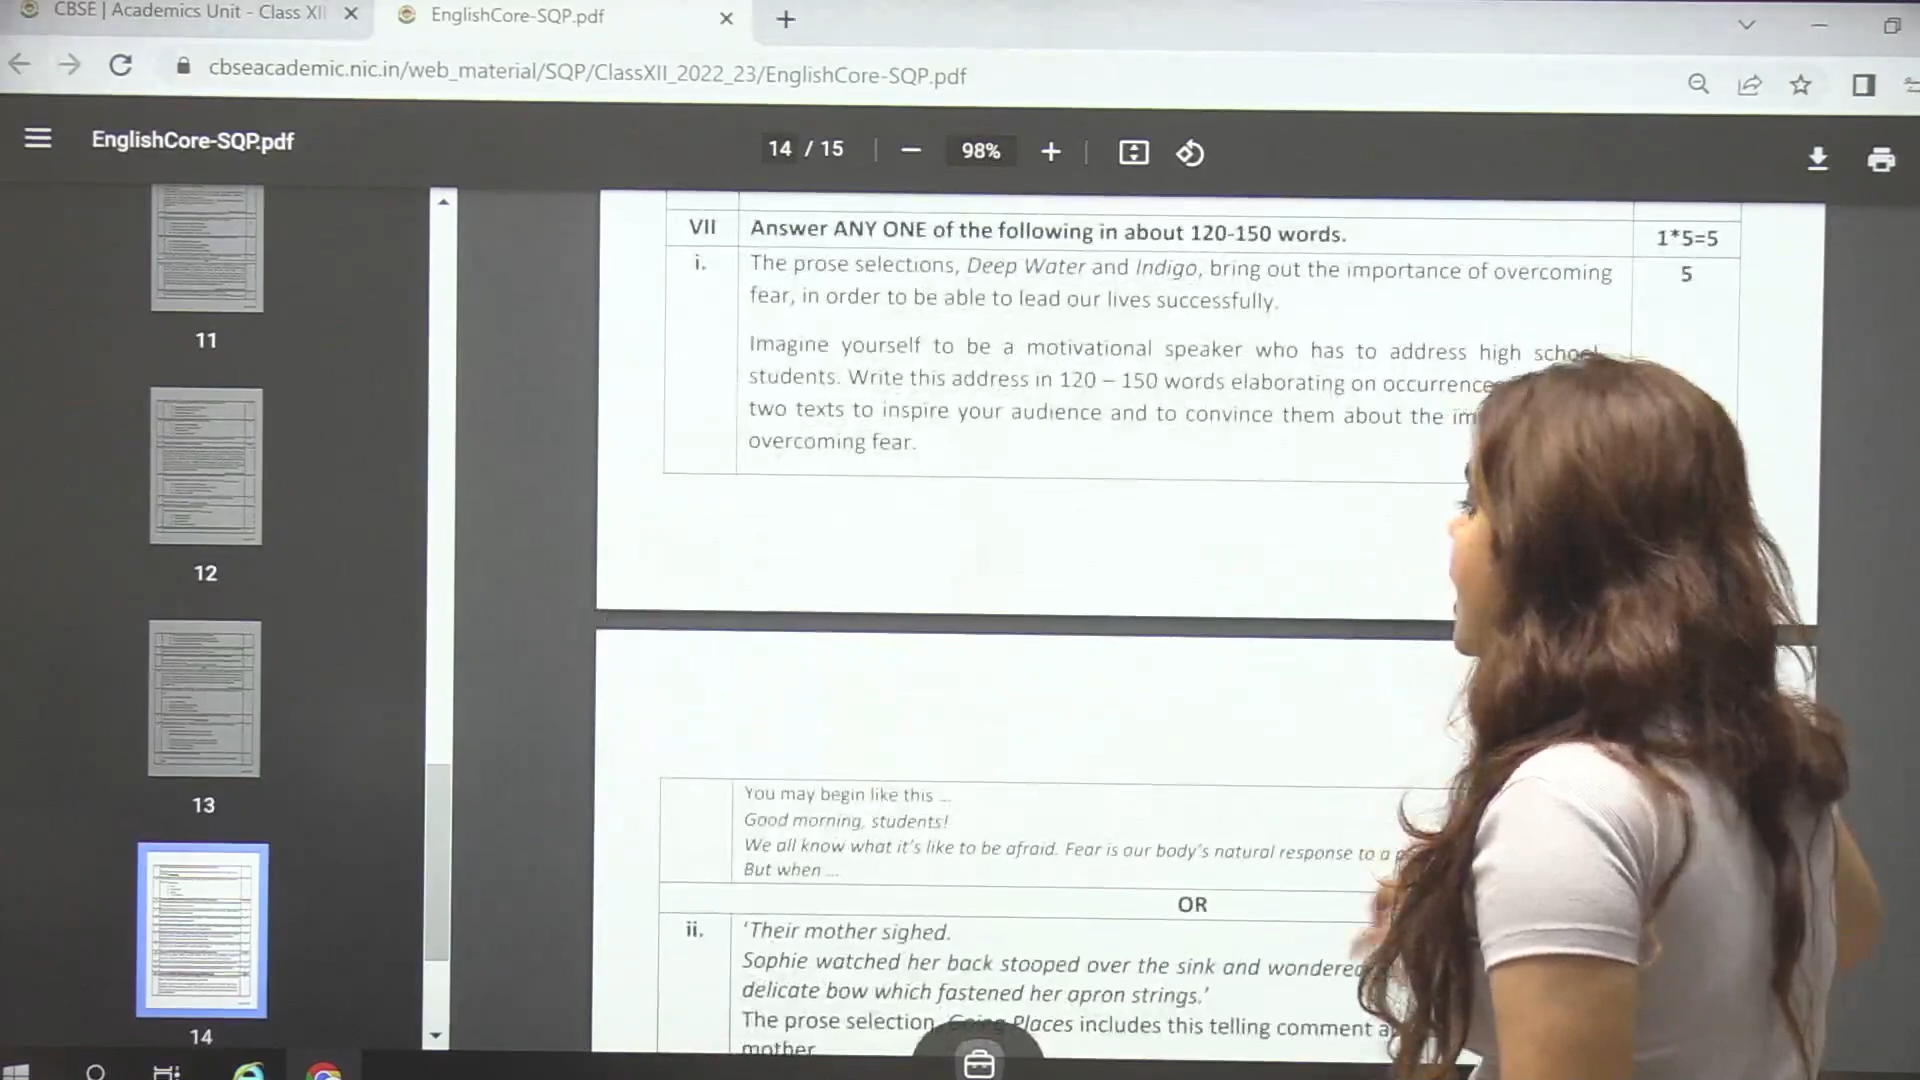 CBSE | Academics Unit - Class XII
EnglishCore-SQP.pdf
cbseacademic.nic.in/web_material/SQP/ClassXII_2022_23/EnglishCore-SQP.pdf
EnglishCore-SQP.pdf
14 / 15
98%
11
12
13
14
VII Answer ANY ONE of the following in about 120-150 words. 1*5=5
i. The prose selections, Deep Water and Indigo, bring out the importance of overcoming 5
fear, in order to be able to lead our lives successfully.
Imagine yourself to be a motivational speaker who has to address high
students. Write this address in 120 – 150 words elaborating on
two texts to inspire your audience and to convince them about the
overcoming fear.
You may begin like this ...
Good morning, students!
We all know what it's like to be afraid. Fear is our body's natural response to a
But when ...
OR
ii. 'Their mother sighed.
Sophie watched her back stooped over the sink and wondered
delicate bow which fastened her apron strings.'
The prose selection, Going Places includes this telling comment
mother